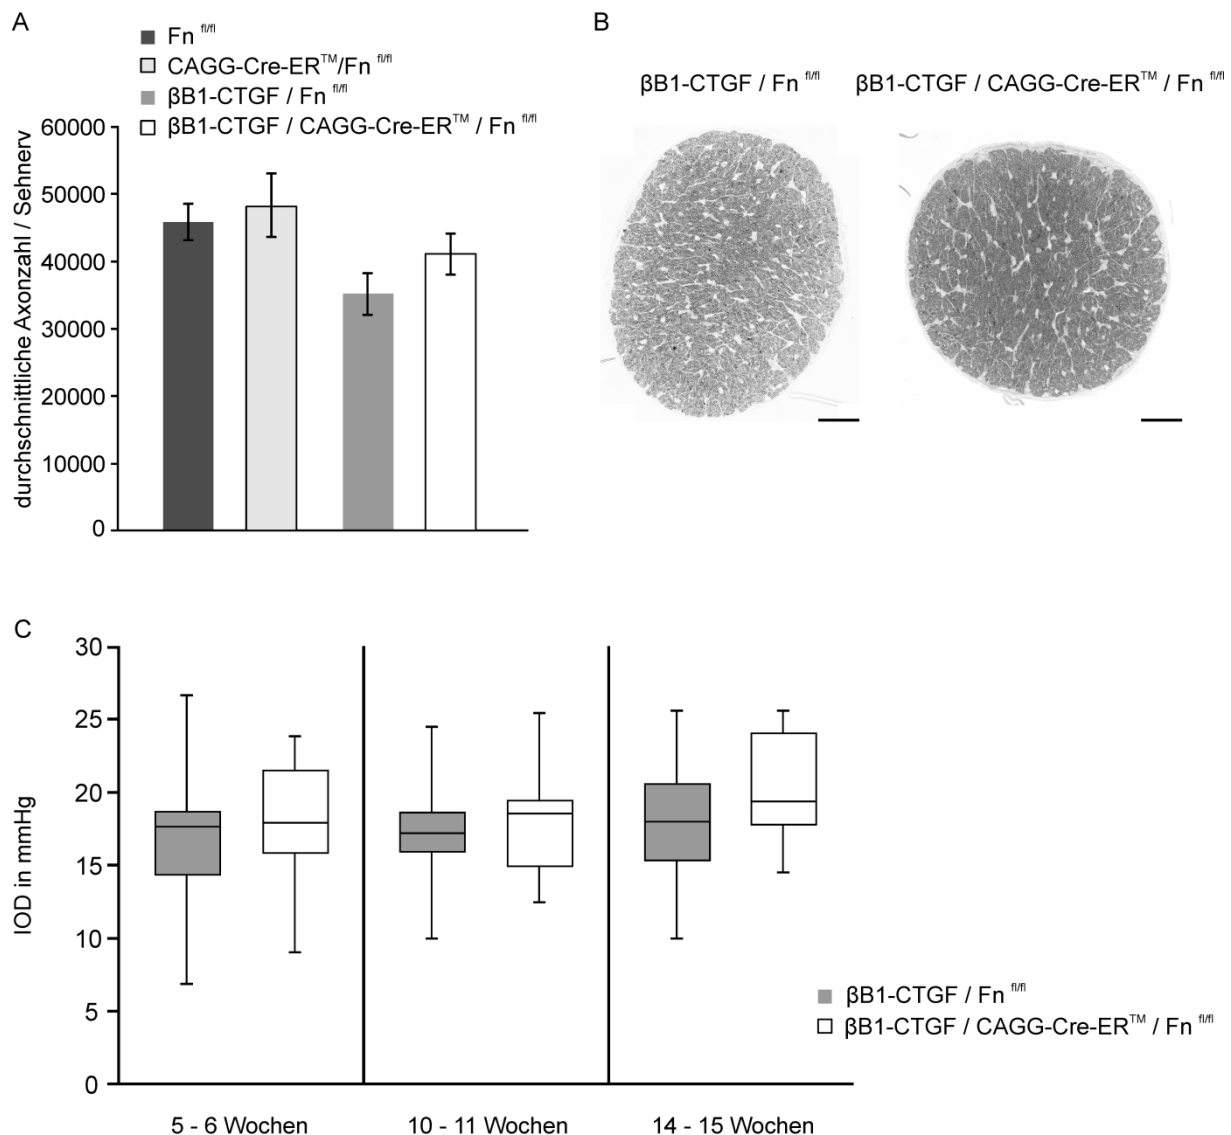 A
Fn fl/fl
CAGG-Cre-ER™/Fn fl/fl
βB1-CTGF / Fn fl/fl
βB1-CTGF / CAGG-Cre-ER™ / Fn fl/fl
durchschnittliche Axonzahl / Sehnerv
60000
50000
40000
30000
20000
10000
0
B
βB1-CTGF / Fn fl/fl
βB1-CTGF / CAGG-Cre-ER™ / Fn fl/fl
C
IOD in mmHg
30
25
20
15
10
5
0
5 - 6 Wochen
10 - 11 Wochen
14 - 15 Wochen
βB1-CTGF / Fn fl/fl
βB1-CTGF / CAGG-Cre-ER™ / Fn fl/fl